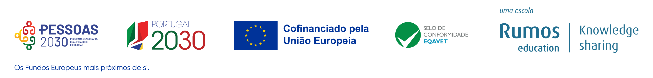 uma escola
PESSOAS
2030
PORTUGAL
2030
Cofinanciado pela
União Europeia
SELO DE
CONFORMIDADE
EQAVET
Rumos
education
Knowledge
sharing
Os Fundos Europeus mais próximos de si.